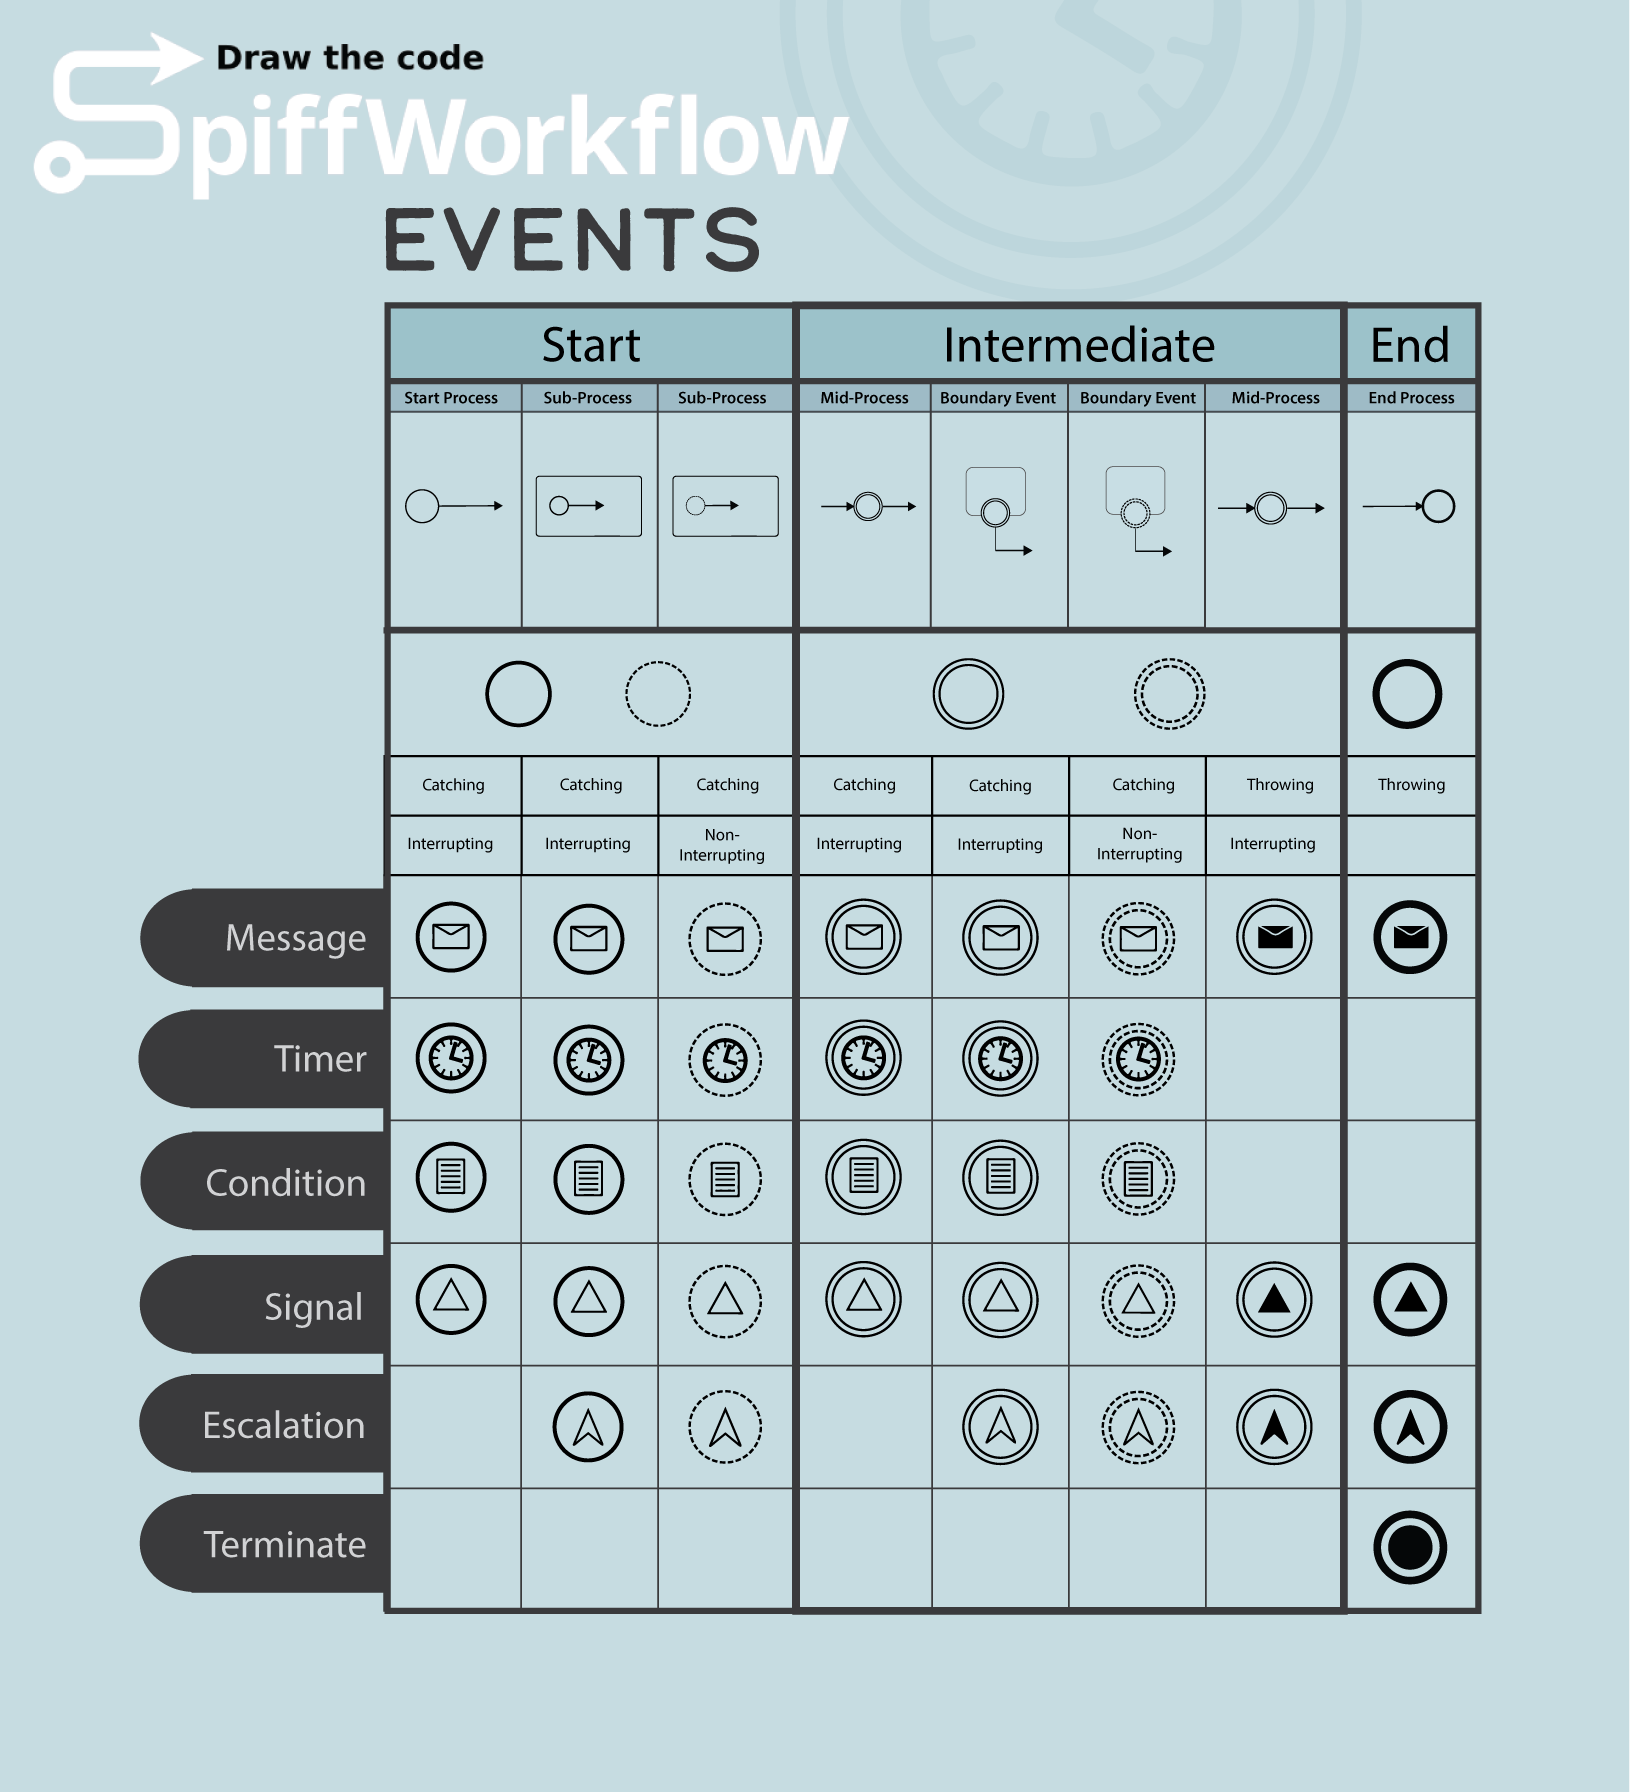 Draw the code
SpiffWorkflow
EVENTS
Start Intermediate End
Start Process Sub-Process Sub-Process Mid-Process Boundary Event Boundary Event Mid-Process End Process
Catching Catching Catching Catching Catching Catching Throwing Throwing
Interrupting Interrupting Non-Interrupting Interrupting Interrupting Non-Interrupting Interrupting
Message
Timer
Condition
Signal
Escalation
Terminate